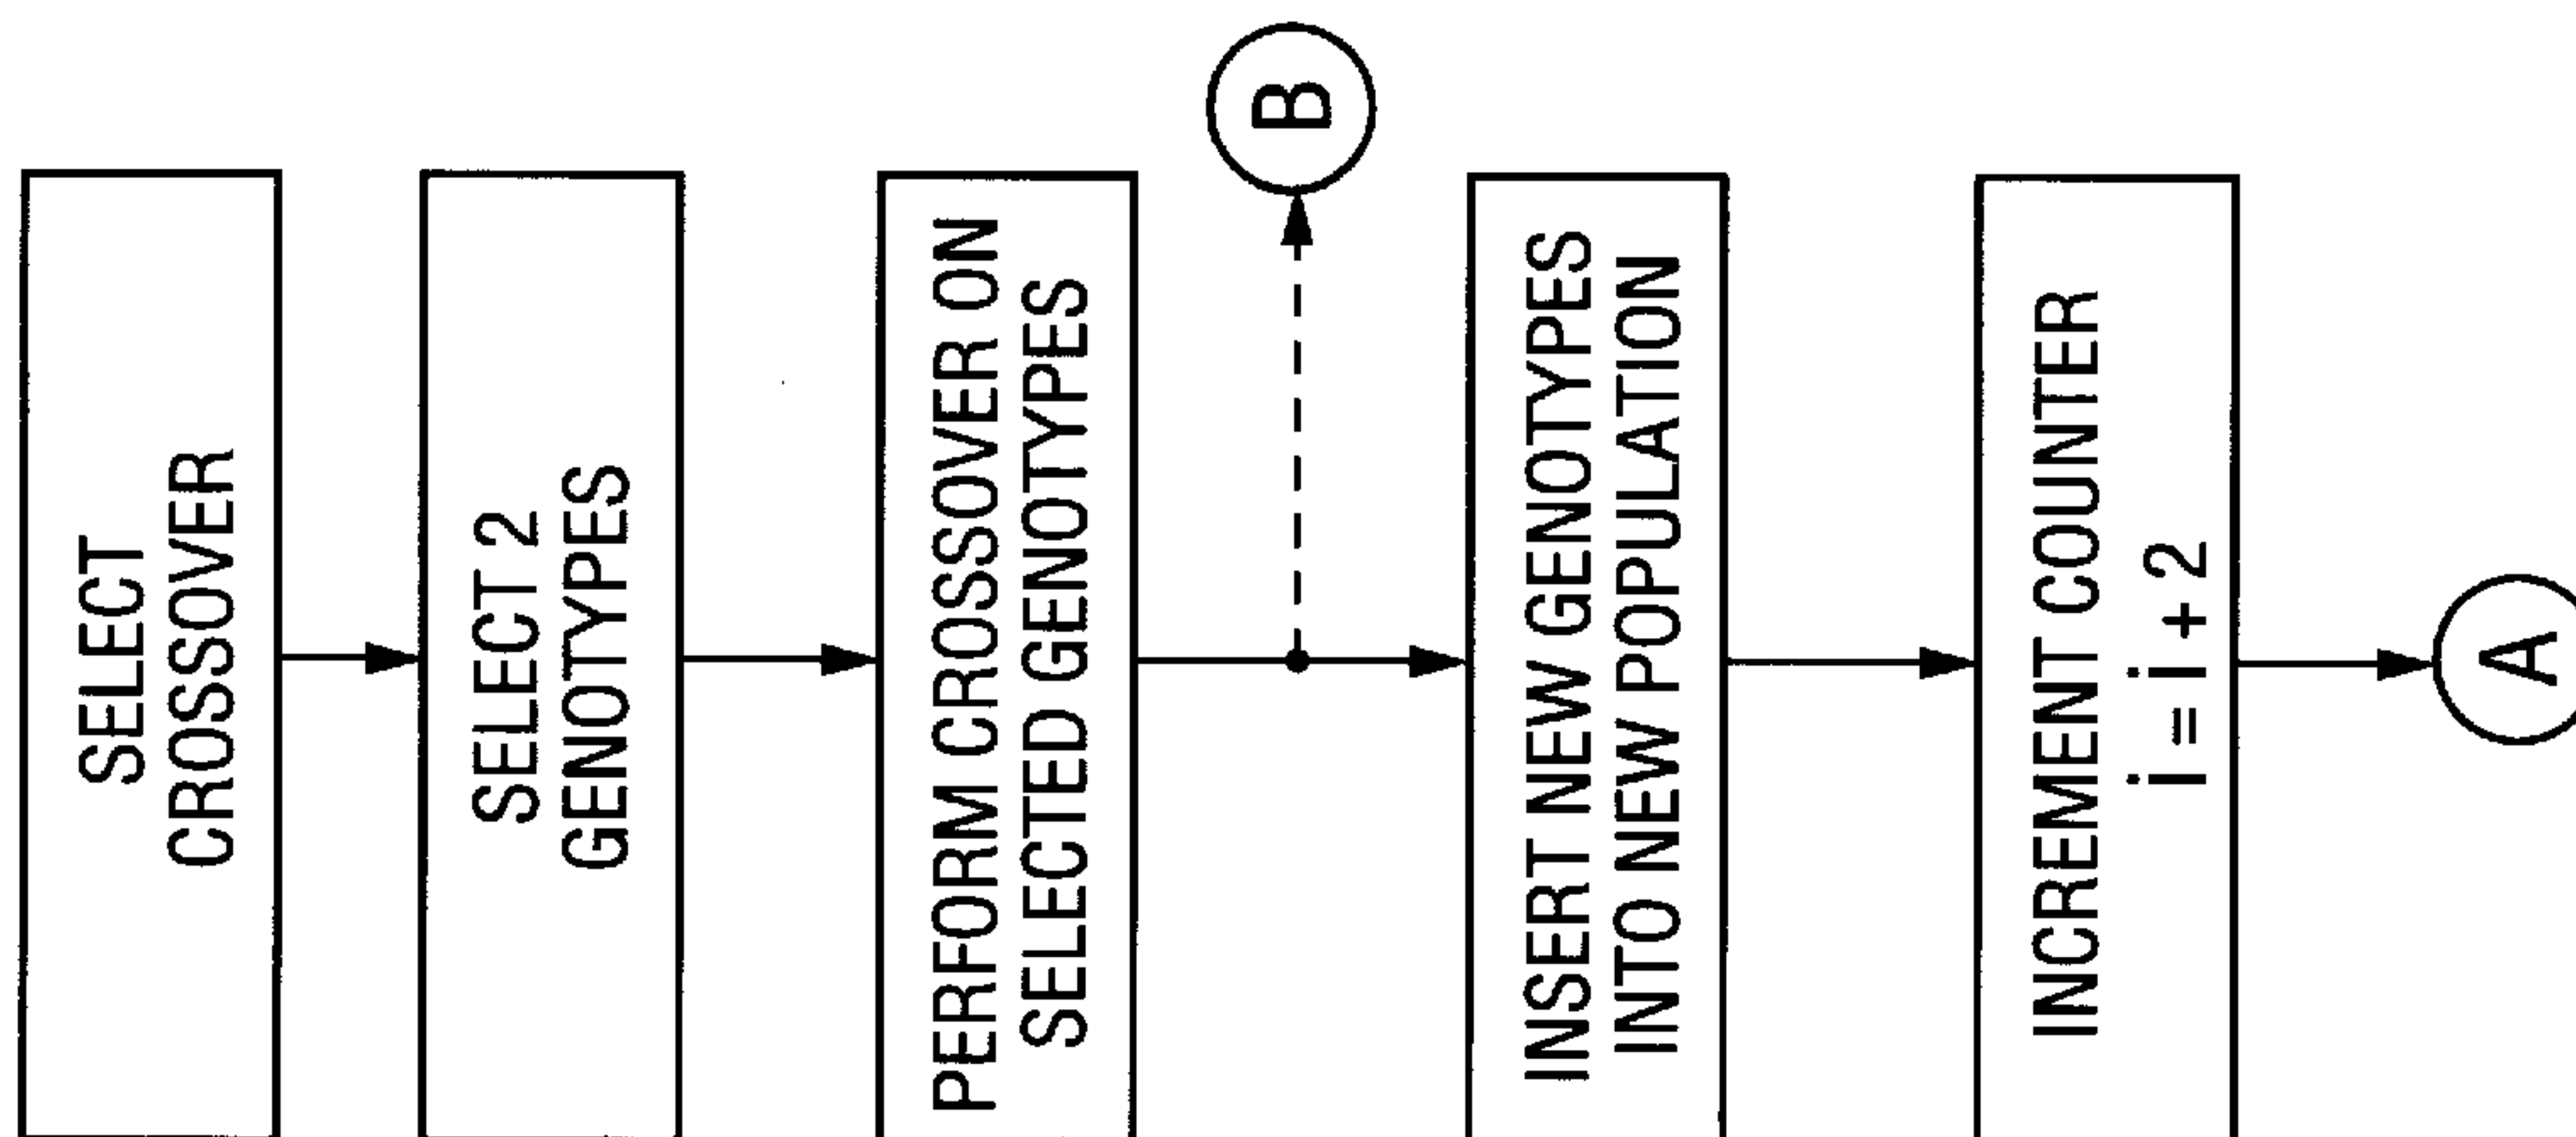 SELECT
CROSSOVER
SELECT 2
GENOTYPES
PERFORM CROSSOVER ON
SELECTED GENOTYPES
B
INSERT NEW GENOTYPES
INTO NEW POPULATION
INCREMENT COUNTER
i = i + 2
A